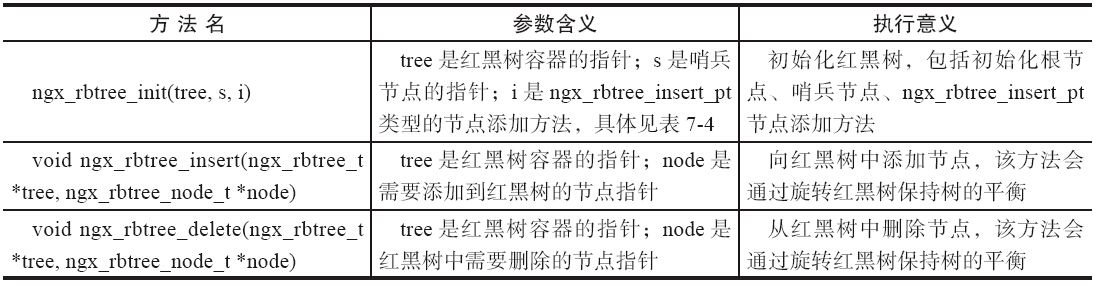 方 法 名
参数含义
执行意义
ngx_rbtree_init(tree, s, i)
tree 是红黑树容器的指针；s 是哨兵
节点的指针；i 是 ngx_rbtree_insert_pt
类型的节点添加方法，具体见表 7-4
初始化红黑树，包括初始化根节
点、哨兵节点、ngx_rbtree_insert_pt
节点添加方法
void ngx_rbtree_insert(ngx_rbtree_t
*tree, ngx_rbtree_node_t *node)
tree 是红黑树容器的指针；node 是
需要添加到红黑树的节点指针
向红黑树中添加节点，该方法会
通过旋转红黑树保持树的平衡
void ngx_rbtree_delete(ngx_rbtree_t
*tree, ngx_rbtree_node_t *node)
tree 是红黑树容器的指针；node 是
红黑树中需要删除的节点指针
从红黑树中删除节点，该方法会
通过旋转红黑树保持树的平衡